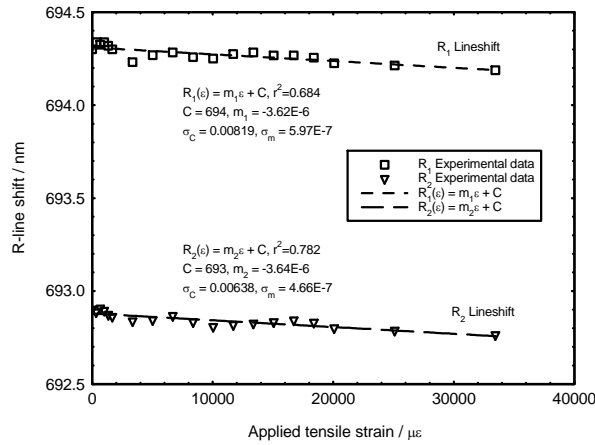 694.5
694.0
693.5
693.0
692.5
R-line shift / nm
R₁ Lineshift
R₁(ε) = m₁ε + C, r²=0.684
C = 694, m₁ = -3.62E-6
σC = 0.00819, σm = 5.97E-7
R₁ Experimental data
R₂ Experimental data
R₁(ε) = m₁ε + C
R₂(ε) = m₂ε + C
R₂(ε) = m₂ε + C, r²=0.782
C = 693, m₂ = -3.64E-6
σC = 0.00638, σm = 4.66E-7
R₂ Lineshift
0 10000 20000 30000 40000
Applied tensile strain / με